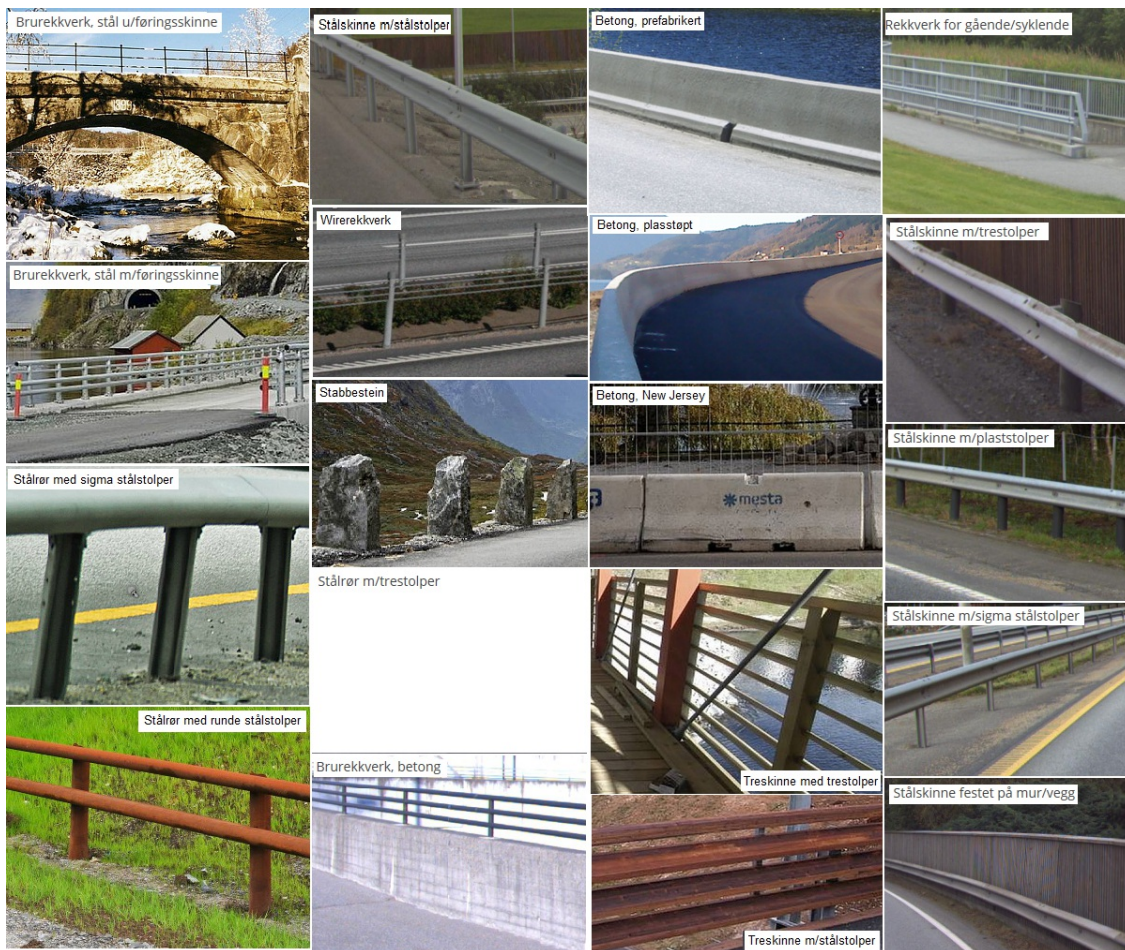 Brurekkverk, stål u/føringsskinne
Brurekkverk, stål m/føringsskinne
Stålrør med sigma stålstolper
Stålrør med runde stålstolper
Stålskinne m/stålstolper
Wirerekkverk
Stabbestein
Stålrør m/trestolper
Brurekkverk, betong
Betong, prefabrikert
Betong, plasstøpt
Betong, New Jersey
mesta
Treskinne med trestolper
Treskinne m/stålstolper
Rekkverk for gående/syklende
Stålskinne m/trestolper
Stålskinne m/plaststolper
Stålskinne m/sigma stålstolper
Stålskinne festet på mur/vegg